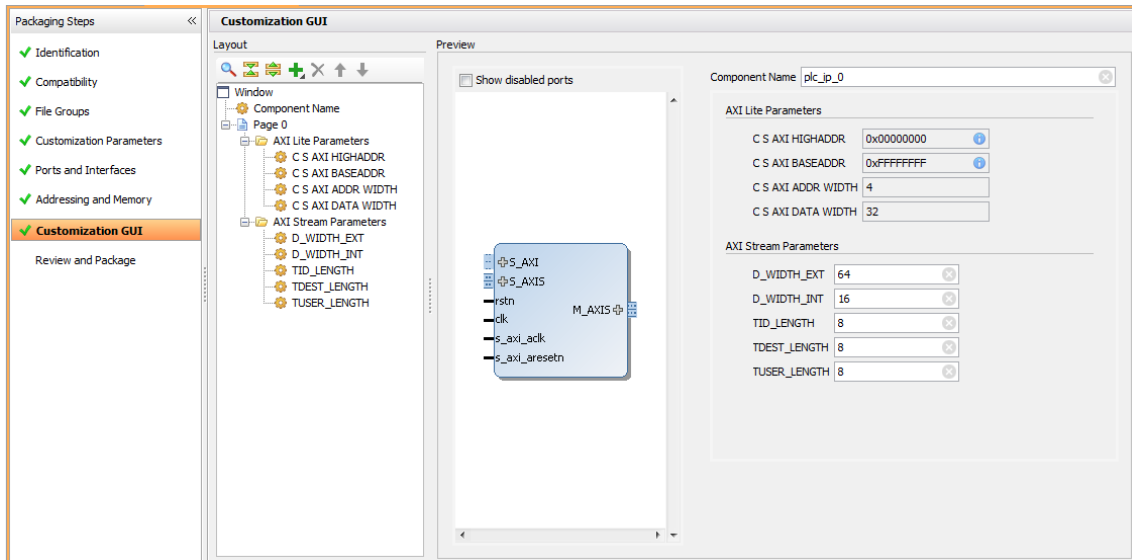 Packaging Steps
Identification
Compatibility
File Groups
Customization Parameters
Ports and Interfaces
Addressing and Memory
Customization GUI
Review and Package
Customization GUI
Layout
Window
Component Name
Page 0
AXI Lite Parameters
C S AXI HIGHADDR
C S AXI BASEADDR
C S AXI ADDR WIDTH
C S AXI DATA WIDTH
AXI Stream Parameters
D_WIDTH_EXT
D_WIDTH_INT
TID_LENGTH
TDEST_LENGTH
TUSER_LENGTH
Preview
Show disabled ports
S_AXI
S_AXIS
rstn
clk
s_axi_aclk
s_axi_aresetn
M_AXIS
Component Name plc_ip_0
AXI Lite Parameters
C S AXI HIGHADDR 0x00000000
C S AXI BASEADDR 0xFFFFFFFF
C S AXI ADDR WIDTH 4
C S AXI DATA WIDTH 32
AXI Stream Parameters
D_WIDTH_EXT 64
D_WIDTH_INT 16
TID_LENGTH 8
TDEST_LENGTH 8
TUSER_LENGTH 8